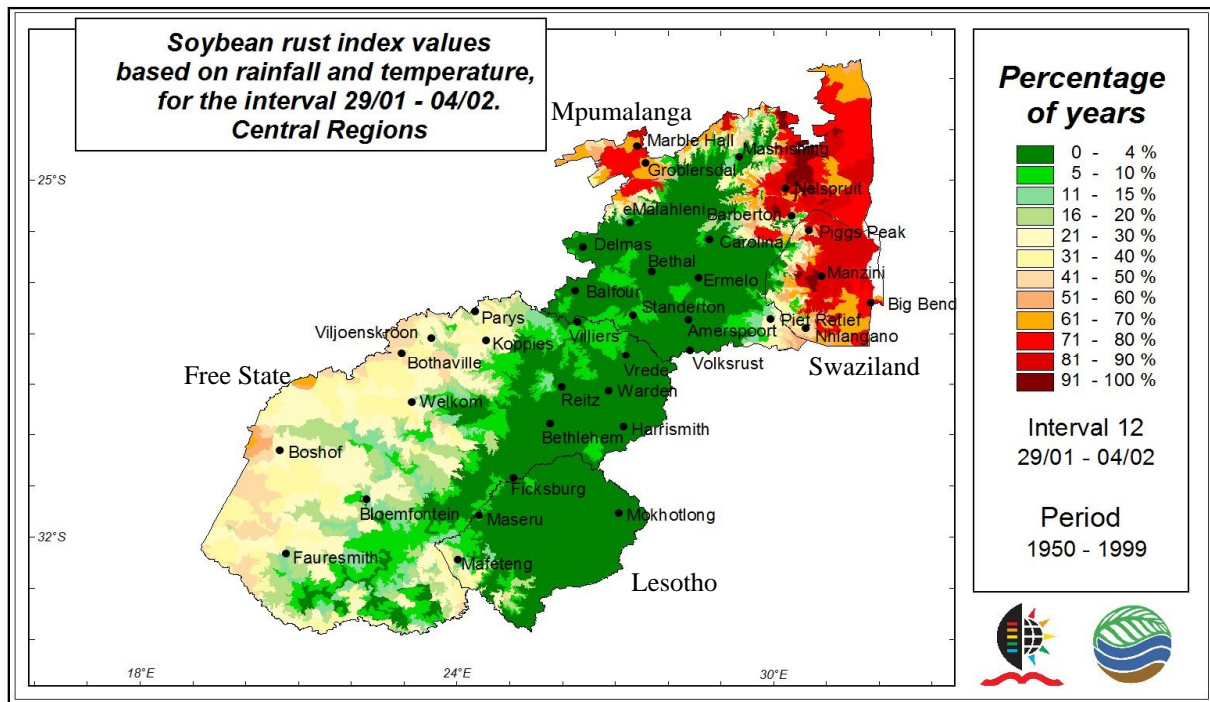 Soybean rust index values
based on rainfall and temperature,
for the interval 29/01 - 04/02.
Central Regions
Mpumalanga
Marble Hall
Mashishing
Groblersdal
25°S
Nelspruit
eMalahleni
Barberton
Piggs Peak
Delmas
Carolina
Bethal
Ermelo
Manzini
Balfour
Standerton
Big Bend
Parys
Villiers
Amerspoort
Piet Retief
Nhlangano
Viljoenskroon
Koppies
Volksrust
Bothaville
Vrede
Swaziland
Free State
Reitz
Warden
Welkom
Bethlehem
Harrismith
Boshof
Ficksburg
Bloemfontein
Maseru
Mokhotlong
32°S
Fauresmith
Mafeteng
Lesotho
18°E
24°E
30°E
Percentage
of years
0 - 4 %
5 - 10 %
11 - 15 %
16 - 20 %
21 - 30 %
31 - 40 %
41 - 50 %
51 - 60 %
61 - 70 %
71 - 80 %
81 - 90 %
91 - 100 %
Interval 12
29/01 - 04/02
Period
1950 - 1999